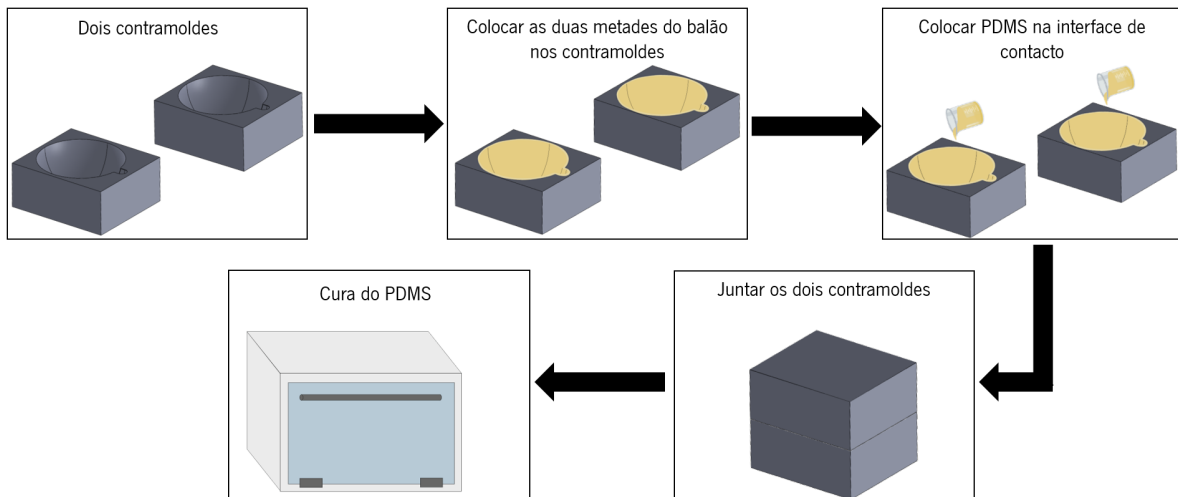 Dois contramoldes
Colocar as duas metades do balão
nos contramoldes
Colocar PDMS na interface de
contacto
Juntar os dois contramoldes
Cura do PDMS